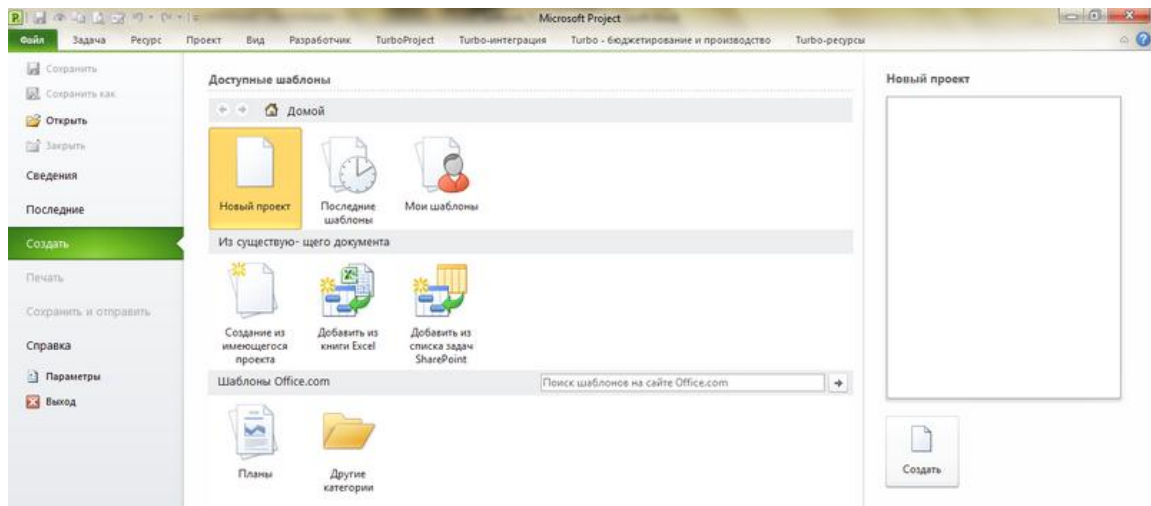 Microsoft Project
Файл Задача Ресурс Проект Вид Разработчик TurboProject Turbo-интеграция Turbo - бюджетирование и производство Turbo-ресурсы
Сохранить
Сохранить как
Открыть
Закрыть
Сведения
Последние
Создать
Печать
Сохранить и отправить
Справка
Параметры
Выход
Доступные шаблоны
Домой
Новый проект
Последние
шаблоны
Мои шаблоны
Из существую- щего документа
Создание из
имеющегося
проекта
Добавить из
книги Excel
Добавить из
списка задач
SharePoint
Шаблоны Office.com
Поиск шаблонов на сайте Office.com
Планы
Другие
категории
Новый проект
Создать